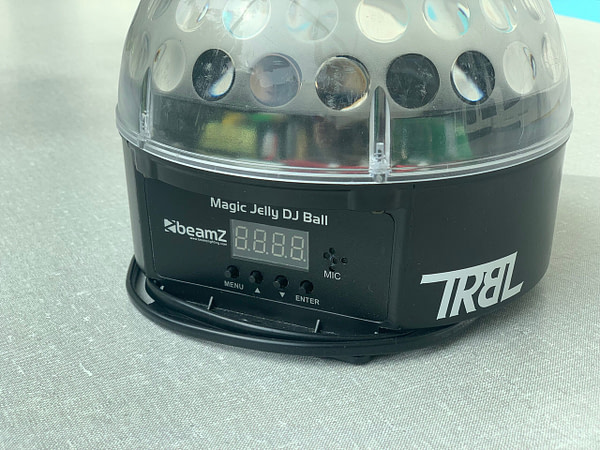 Magic Jelly DJ Ball
beamZ
8.8.8.8.
MIC
MENU ▲ ▼ ENTER
TRBL